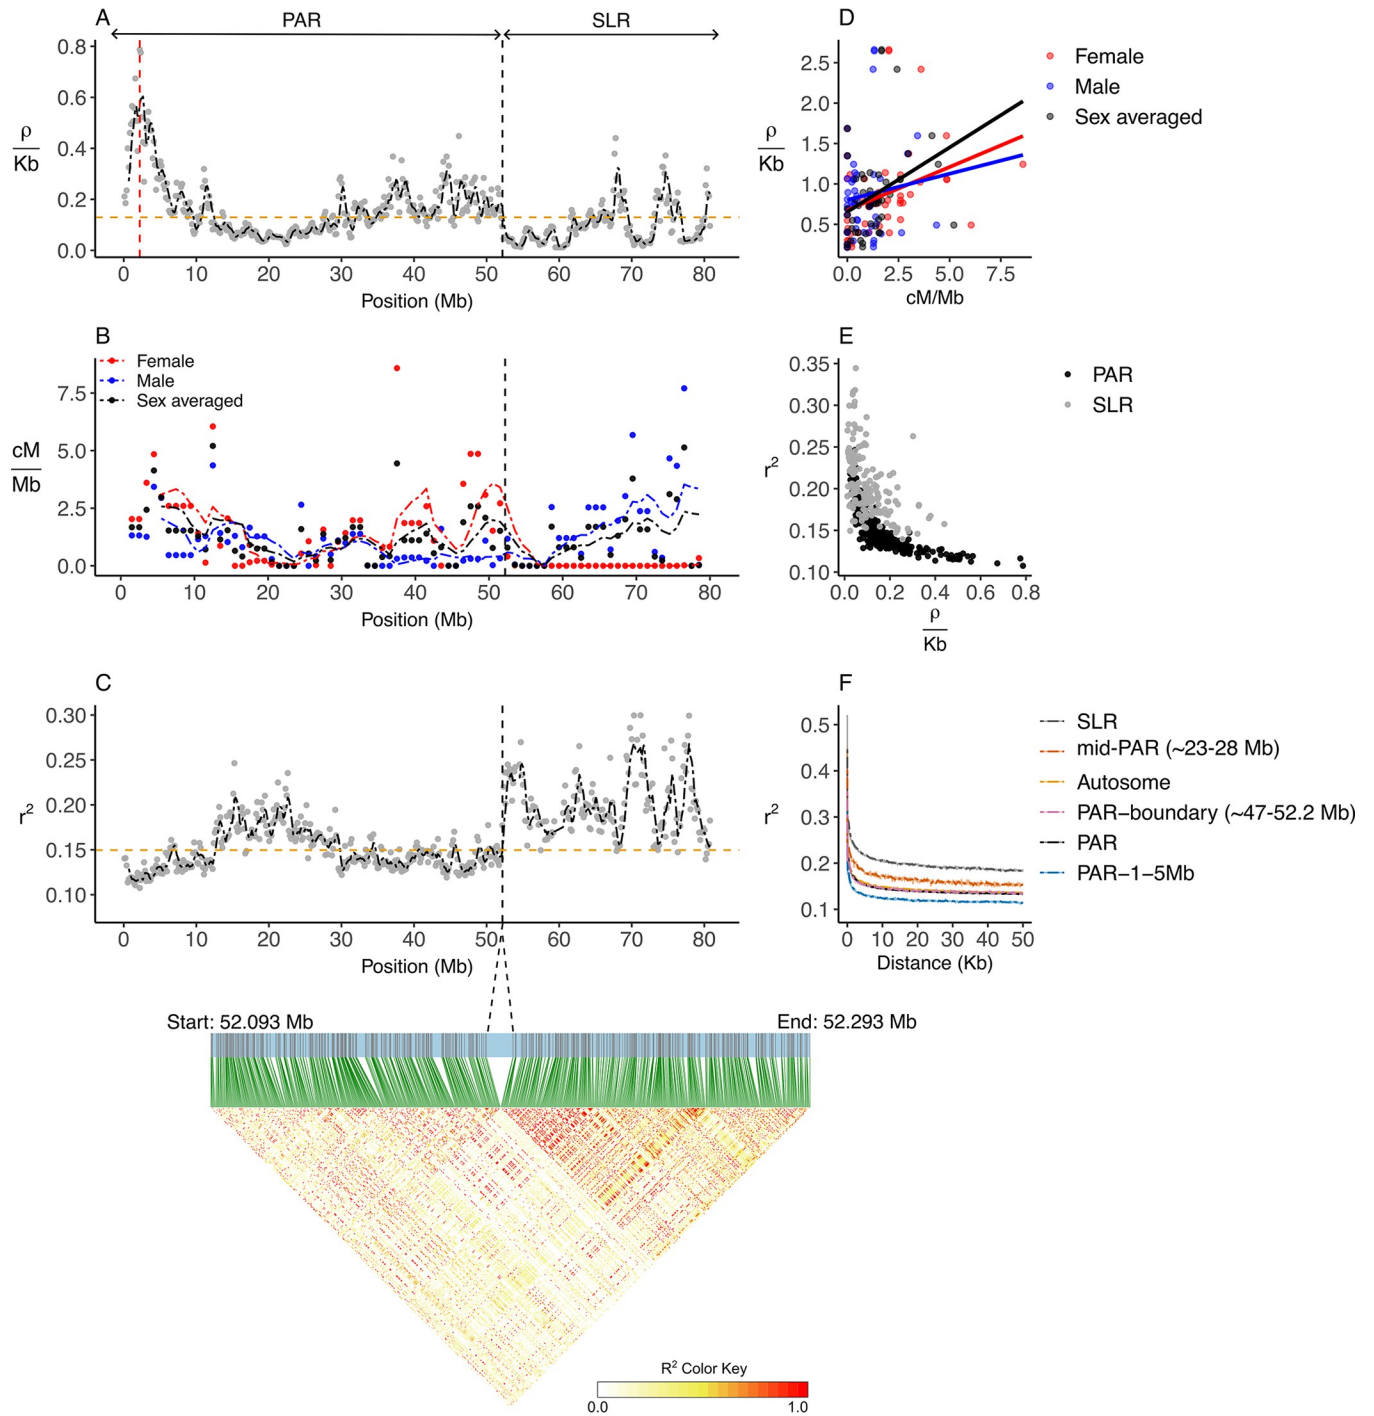 A
PAR
SLR
0.8
0.6
0.4
0.2
0.0
ρ
Kb
0 10 20 30 40 50 60 70 80
Position (Mb)
D
2.5
2.0
1.5
1.0
0.5
ρ
Kb
0.0 2.5 5.0 7.5
cM/Mb
Female
Male
Sex averaged
B
Female
Male
Sex averaged
7.5
5.0
2.5
0.0
cM
Mb
0 10 20 30 40 50 60 70 80
Position (Mb)
E
0.35
0.30
0.25
0.20
0.15
0.10
r²
0.0 0.2 0.4 0.6 0.8
ρ
Kb
PAR
SLR
C
0.30
0.25
0.20
0.15
0.10
r²
0 10 20 30 40 50 60 70 80
Position (Mb)
F
0.5
0.4
0.3
0.2
0.1
r²
0 10 20 30 40 50
Distance (Kb)
SLR
mid-PAR (~23-28 Mb)
Autosome
PAR−boundary (~47-52.2 Mb)
PAR
PAR−1−5Mb
Start: 52.093 Mb
End: 52.293 Mb
R² Color Key
0.0 1.0